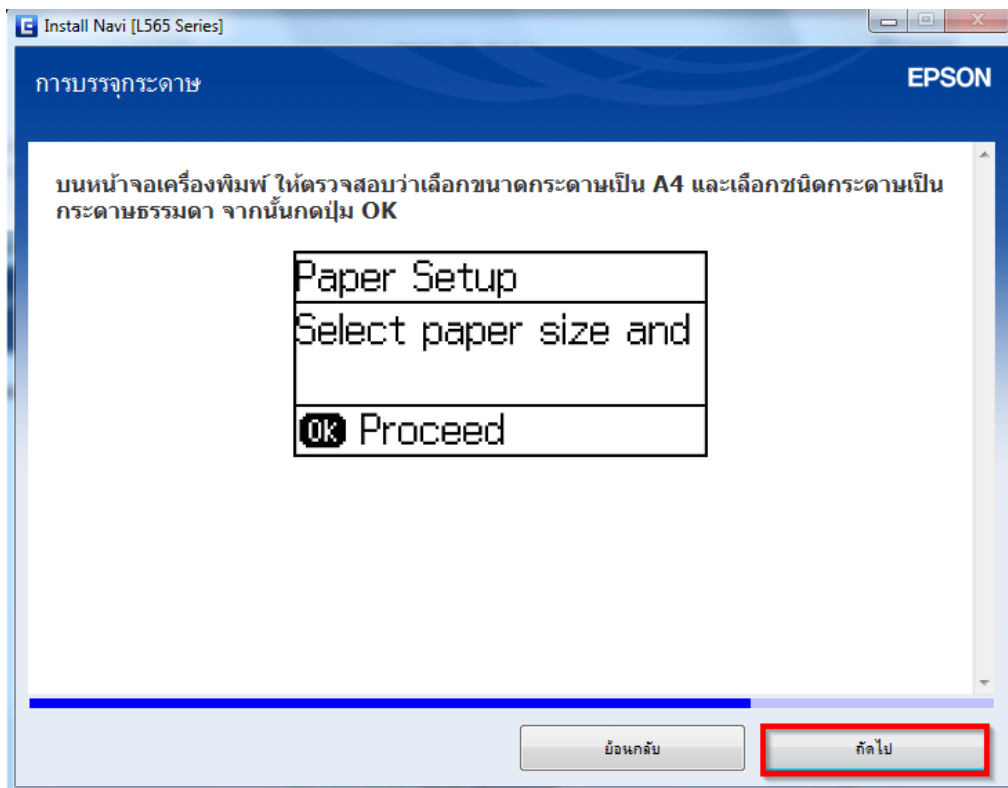 Install Navi [L565 Series]
การบรรจุกระดาษ
EPSON
บนหน้าจอเครื่องพิมพ์ ให้ตรวจสอบว่าเลือกขนาดกระดาษเป็น A4 และเลือกชนิดกระดาษเป็น
กระดาษธรรมดา จากนั้นกดปุ่ม OK
Paper Setup
Select paper size and
OK Proceed
ย้อนกลับ
ถัดไป